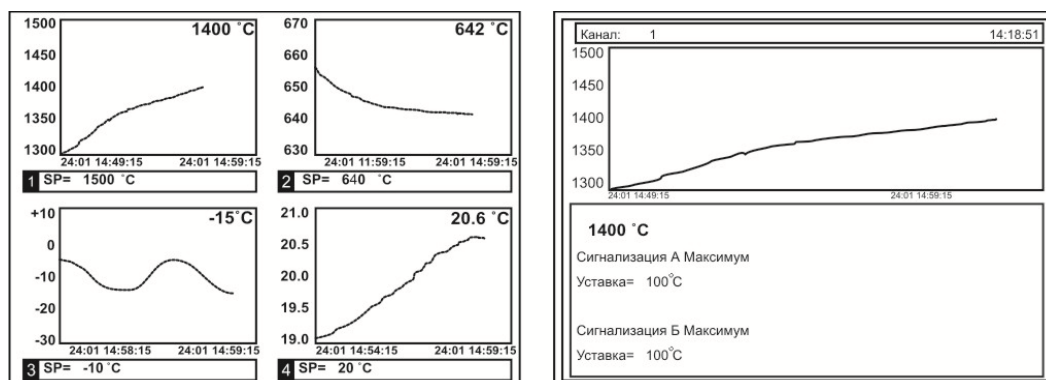 1500
1400 °C
1450
1400
1350
1300
24:01 14:49:15 24:01 14:59:15
1 SP= 1500 °C
670
642 °C
660
650
640
630
24:01 11:59:15 24:01 14:59:15
2 SP= 640 °C
+10
-15°C
0
-10
-20
-30
24:01 14:58:15 24:01 14:59:15
3 SP= -10 °C
21.0
20.6 °C
20.5
20.0
19.5
19.0
24:01 14:54:15 24:01 14:59:15
4 SP= 20 °C
Канал: 1 14:18:51
1500
1450
1400
1300
24:01 14:49:15 24:01 14:59:15
1400 °C
Сигнализация А Максимум
Уставка= 100°C
Сигнализация Б Максимум
Уставка= 100°C